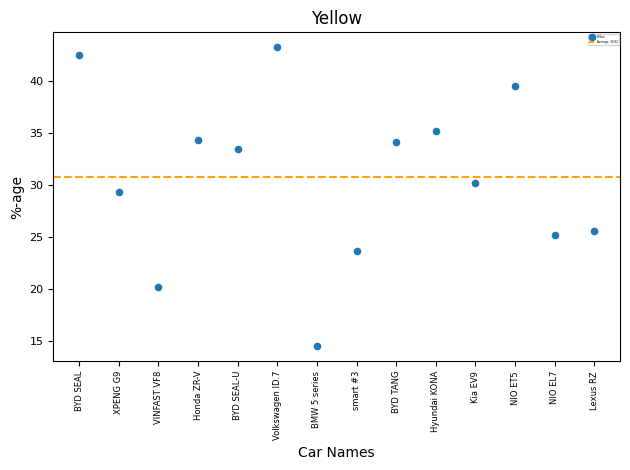 Yellow
%-age
40
35
30
25
20
15
BYD SEAL
XPENG G9
VINFAST VF8
Honda ZR-V
BYD SEAL-U
Volkswagen ID.7
BMW 5 series
smart #3
BYD TANG
Hyundai KONA
Kia EV9
NIO ET5
NIO EL7
Lexus RZ
Car Names